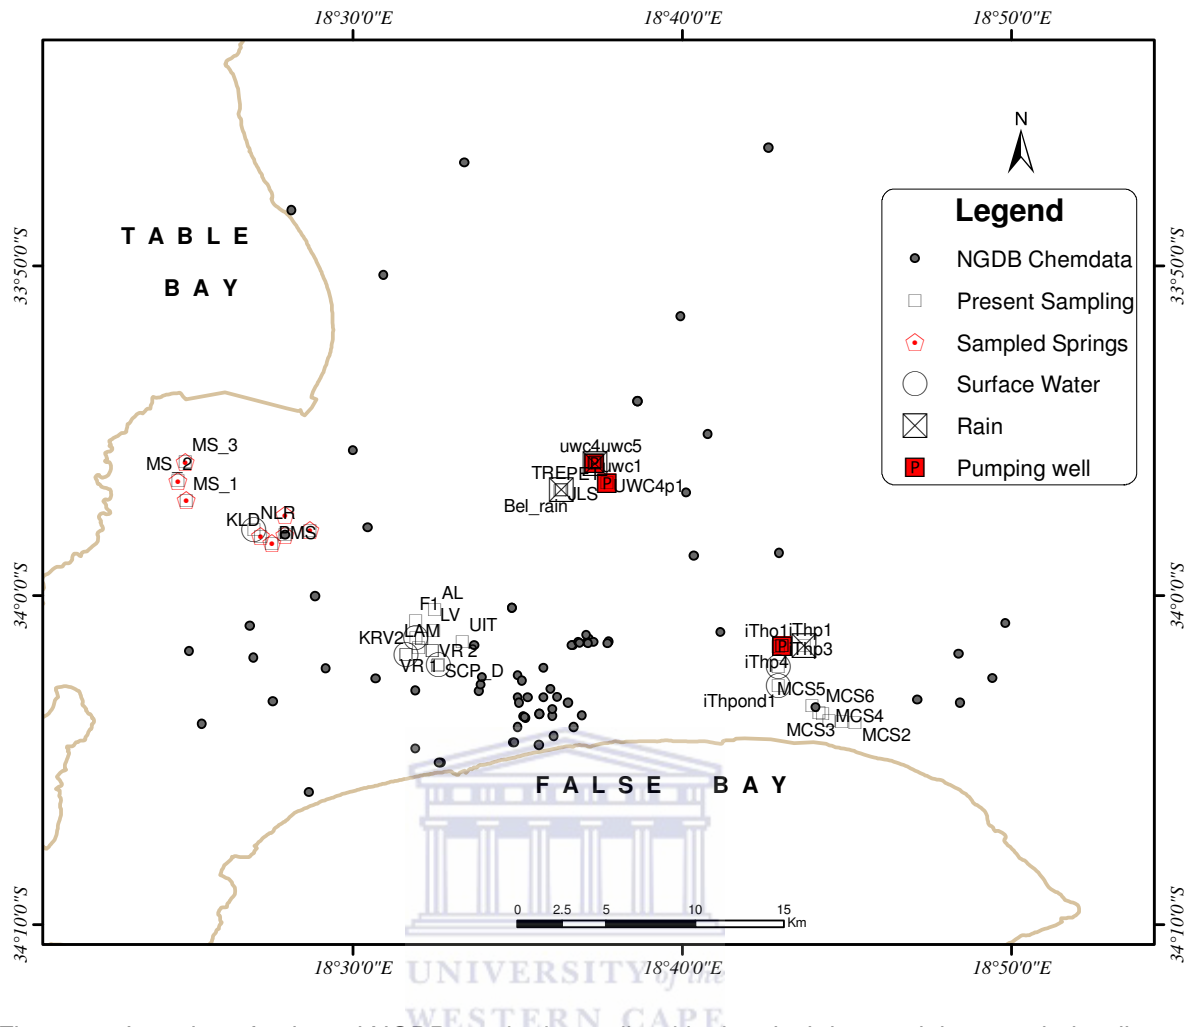 18°30'0"E 18°40'0"E 18°50'0"E
N
Legend
NGDB Chemdata
Present Sampling
Sampled Springs
Surface Water
Rain
P Pumping well
TABLE
BAY
33°50'0"S 33°50'0"S
MS_3
MS_2
MS_1
KLD NLR
BMS
uwc4uwc5
uwc1
UWC4p1
JLS
Bel_rain
34°0'0"S 34°0'0"S
AL
F1
LV
UIT
KRV2 LAM
VR 2
VR 1
SCP_D
iTho1iThp1
iThp3
iThp4
iThpond1
MCS5
MCS6
MCS4
MCS3
MCS2
FALSE BAY
0 2.5 5 10 15
Km
34°10'0"S 34°10'0"S
18°30'0"E 18°40'0"E 18°50'0"E
UNIVERSITY of the
WESTERN CAPE